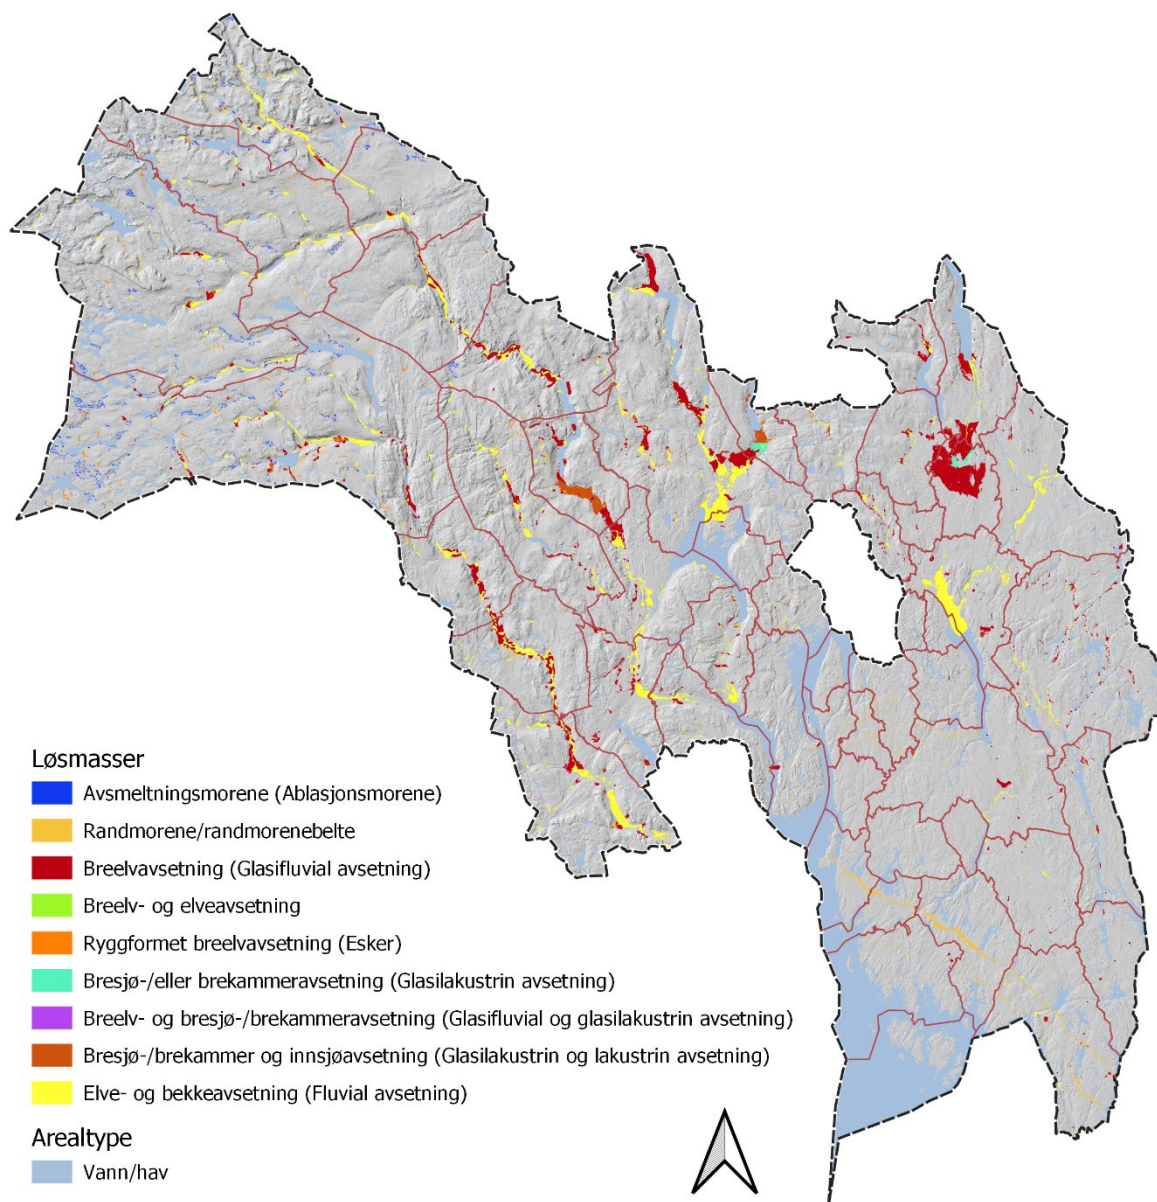 Løsmasser
Avsmeltningsmorene (Ablasjonsmorene)
Randmorene/randmorenebelte
Breelvavsetning (Glasifluvial avsetning)
Breelv- og elveavsetning
Ryggformet breelvavsetning (Esker)
Bresjø-/eller brekammeravsetning (Glasilakustrin avsetning)
Breelv- og bresjø-/brekammeravsetning (Glasifluvial og glasilakustrin avsetning)
Bresjø-/brekammer og innsjøavsetning (Glasilakustrin og lakustrin avsetning)
Elve- og bekkeavsetning (Fluvial avsetning)
Arealtype
Vann/hav